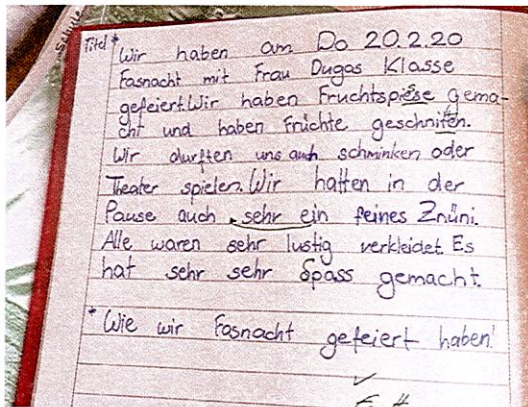 Schule
Titel * Wir haben am Do 20.2.20
Fasnacht mit Frau Dugas Klasse
gefeiert. Wir haben Fruchtspiese gema-
cht und haben Früchte geschniten.
Wir durften uns auch schminken oder
Theater spielen. Wir hatten in der
Pause auch sehr ein feines Znüni.
Alle waren sehr lustig verkleidet. Es
hat sehr sehr Spass gemacht.
* Wie wir Fasnacht gefeiert haben!